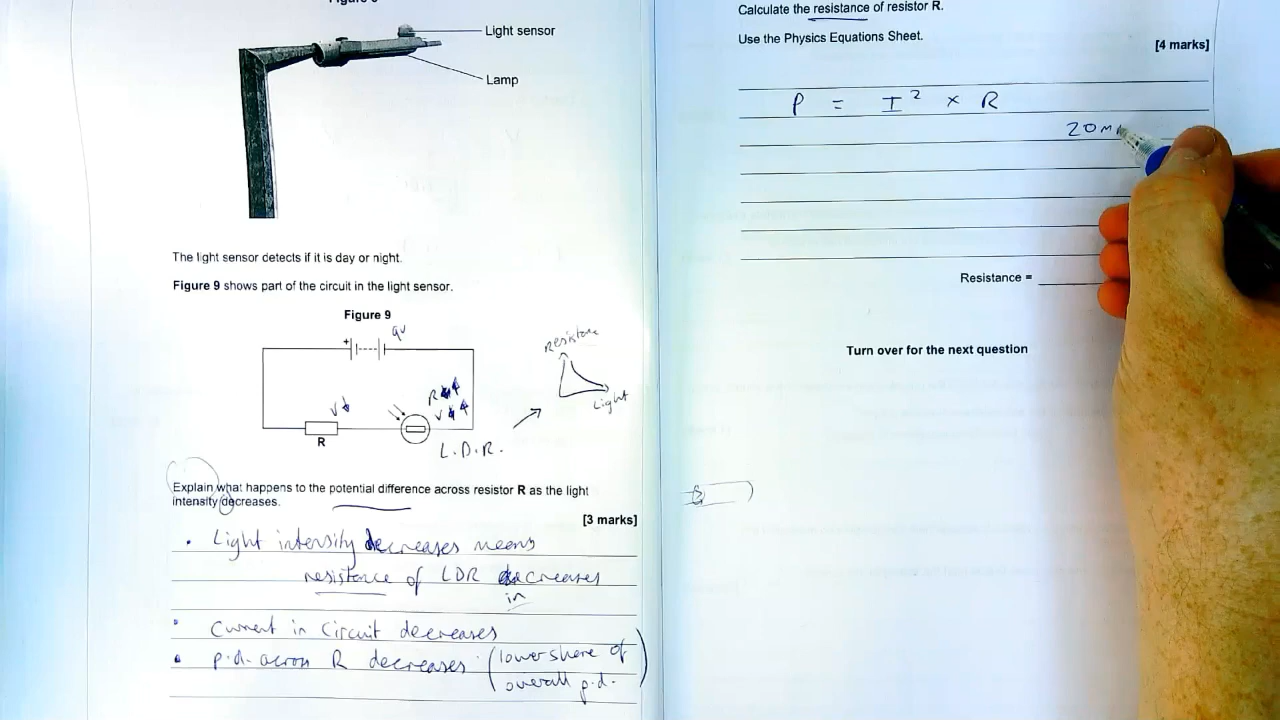 Light sensor
Lamp
The light sensor detects if it is day or night.
Figure 9 shows part of the circuit in the light sensor.
Figure 9
+ 9V
V
R
V
R
L.D.R.
Resistance
Light
Explain what happens to the potential difference across resistor R as the light
intensity decreases.
[3 marks]
• Light intensity decreases means
resistance of LDR creases
in
• Current in circuit decreases
• p.d. across R decreases. (lower share of
overall p.d.)
Calculate the resistance of resistor R.
Use the Physics Equations Sheet.
[4 marks]
P = I² × R
20m
Resistance =
Turn over for the next question